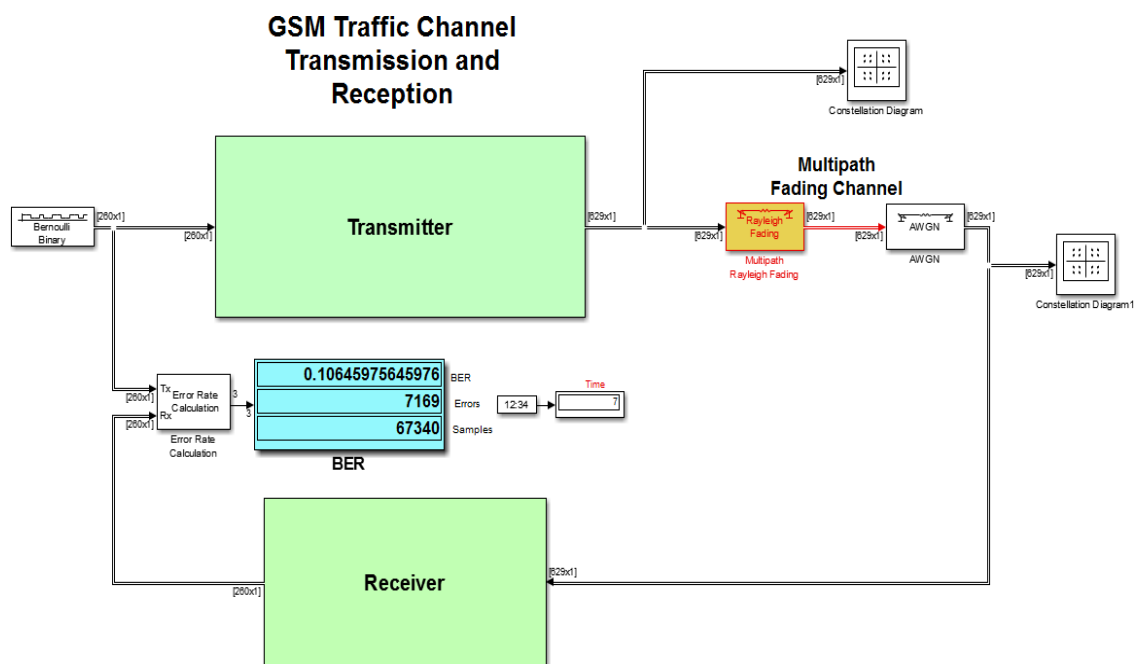 GSM Traffic Channel
Transmission and
Reception
[629x1]
Constellation Diagram
Multipath
Fading Channel
Bernoulli
Binary
[260x1]
[260x1]
Transmitter
[629x1]
[629x1]
Rayleigh
Fading
[629x1]
Multipath
Rayleigh Fading
[629x1]
AWGN
[629x1]
AWGN
[629x1]
Constellation Diagram1
Tx
Rx
Error Rate
Calculation
[260x1]
[260x1]
3
3
Error Rate
Calculation
0.10645975645976
BER
7169
Errors
67340
Samples
BER
12:34
Time
7
Receiver
[260x1]
[629x1]